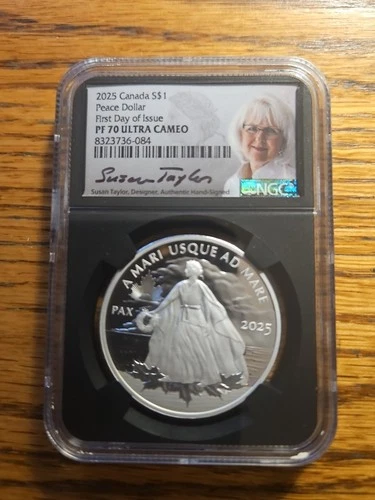 2025 Canada S$1
Peace Dollar
First Day of Issue
PF 70 ULTRA CAMEO
8323736-084
Susan Taylor
Susan Taylor, Designer, Authentic Hand-Signed
NGC
A MARI USQUE AD MARE
PAX
2025